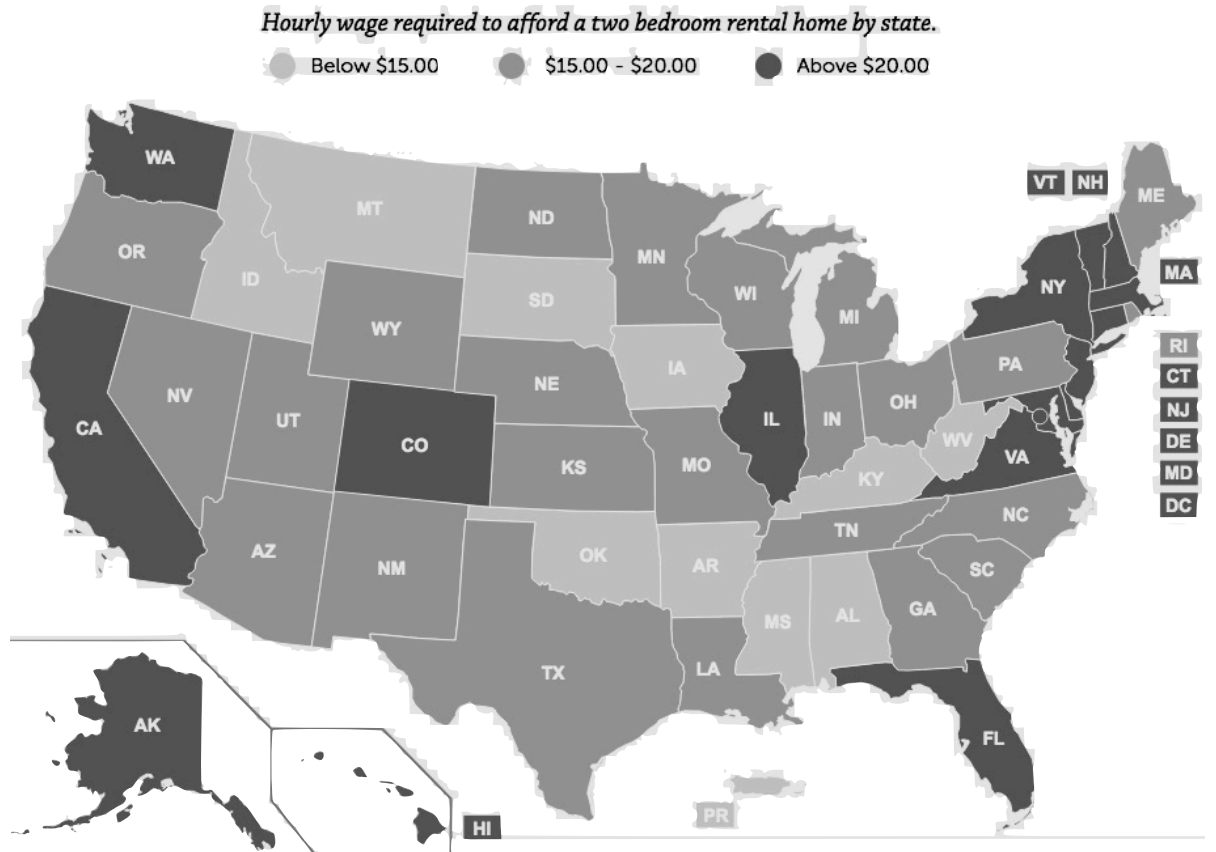 Hourly wage required to afford a two bedroom rental home by state.
Below $15.00 $15.00 - $20.00 Above $20.00
WA
VT NH
ME
MT
ND
OR
MN
ID
MA
NY
SD
WI
MI
WY
RI
PA
IA
CT
NE
NV
OH
NJ
UT
IL
IN
CA
DE
WV
CO
VA
KS
MO
MD
KY
DC
NC
TN
AZ
OK
AR
NM
SC
GA
MS
AL
LA
TX
AK
FL
PR
HI